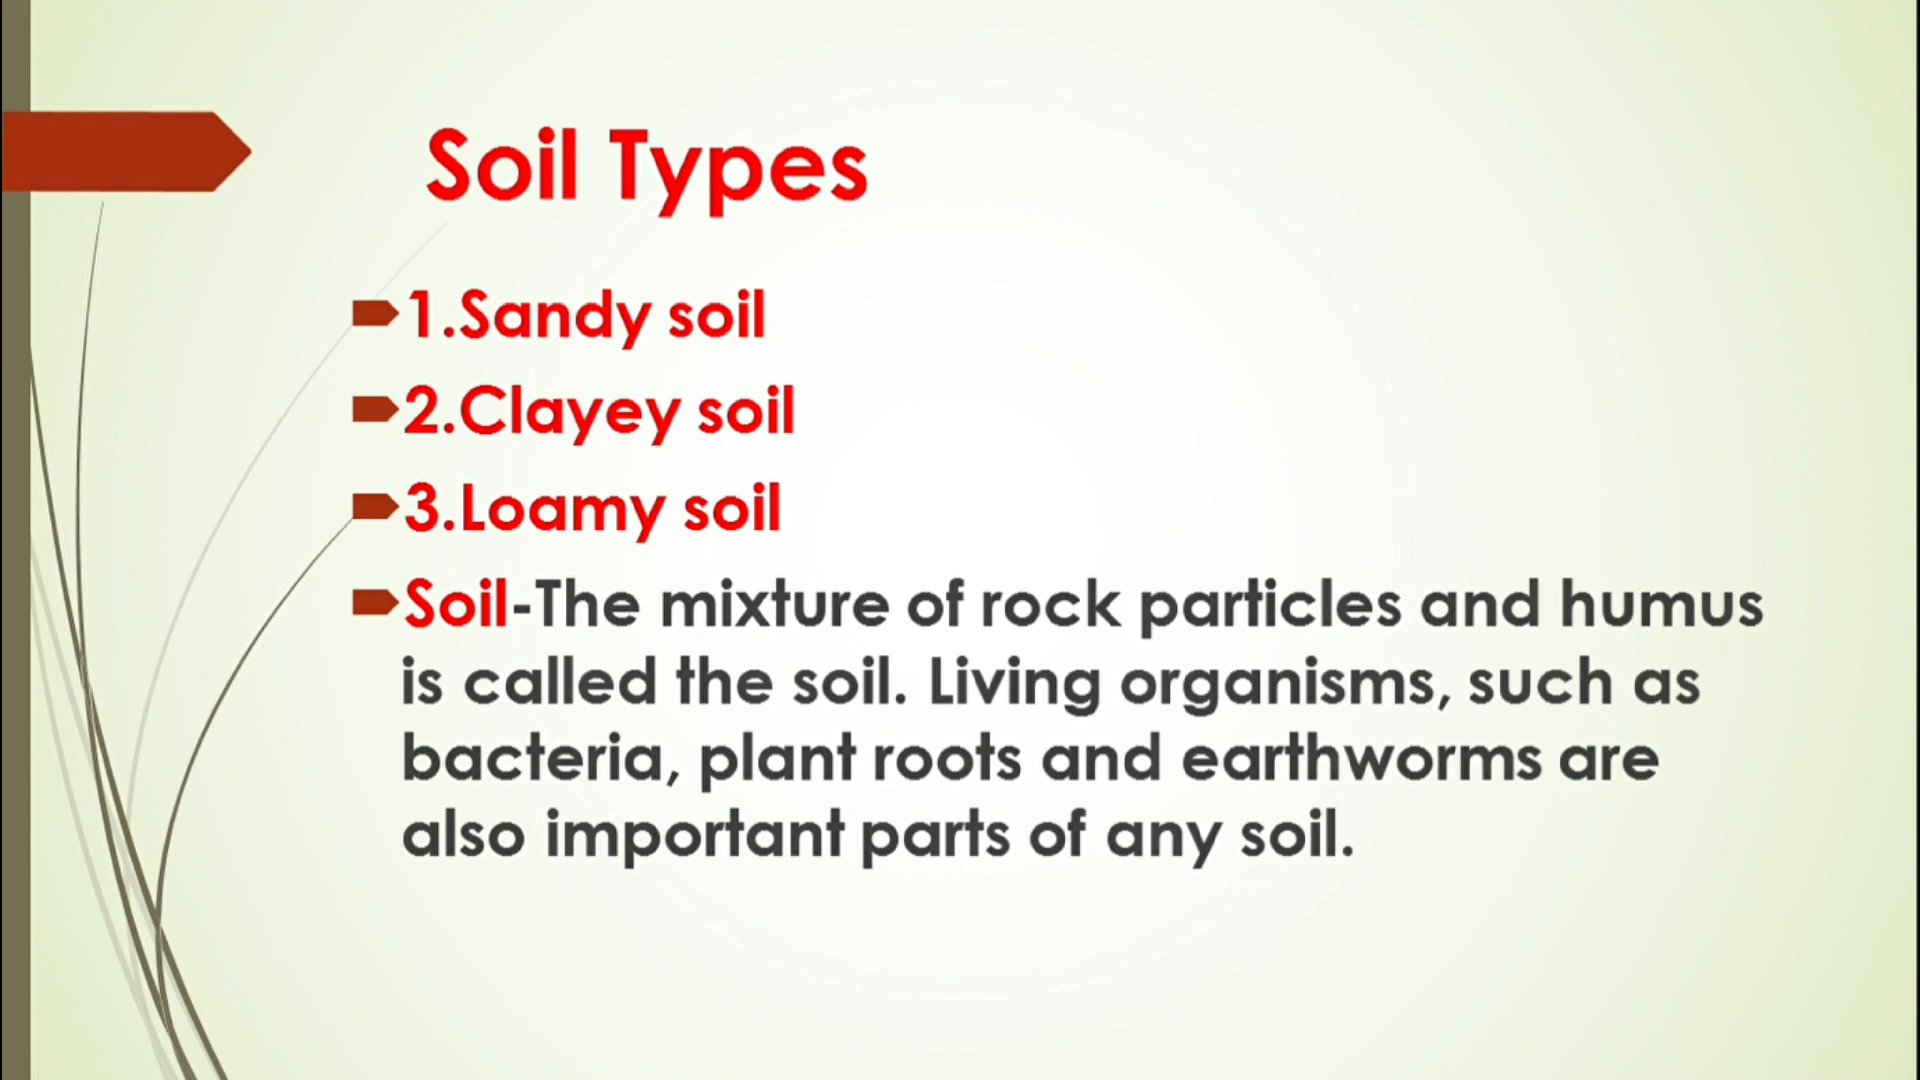 Soil Types
1.Sandy soil
2.Clayey soil
3.Loamy soil
Soil-The mixture of rock particles and humus
is called the soil. Living organisms, such as
bacteria, plant roots and earthworms are
also important parts of any soil.